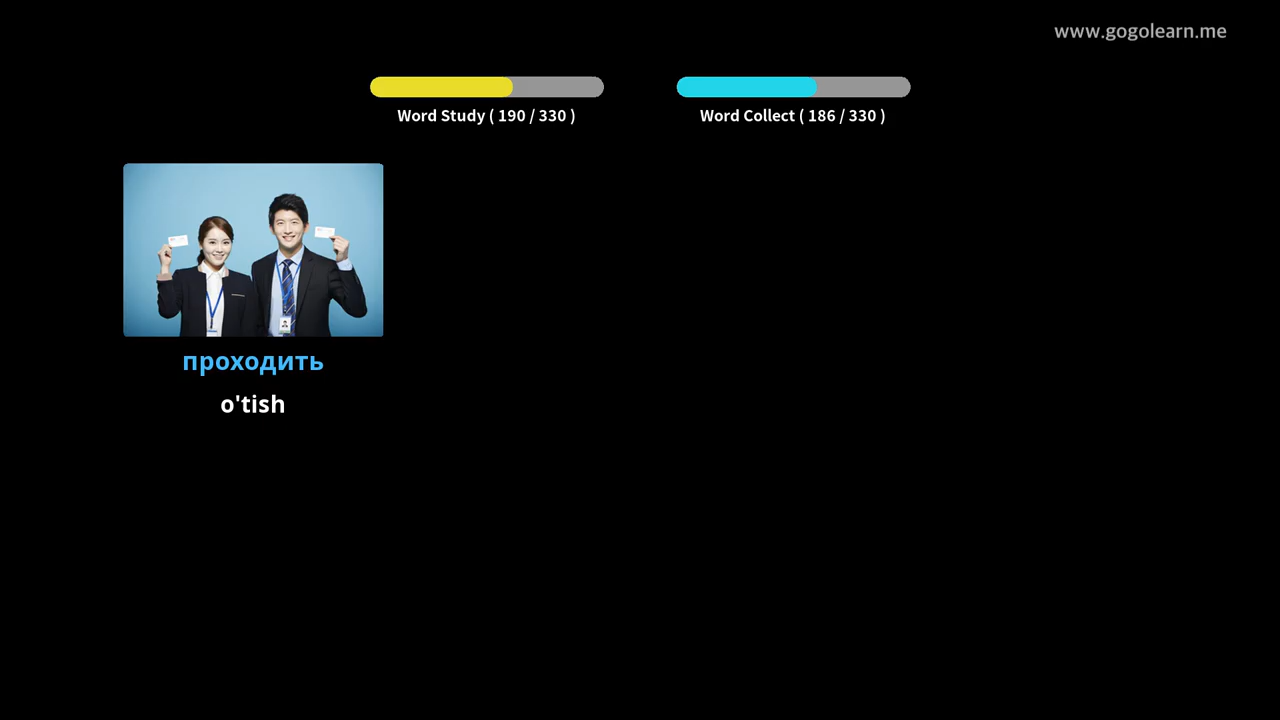 www.gogolearn.me
Word Study ( 190 / 330 )
Word Collect ( 186 / 330 )
проходить
o'tish